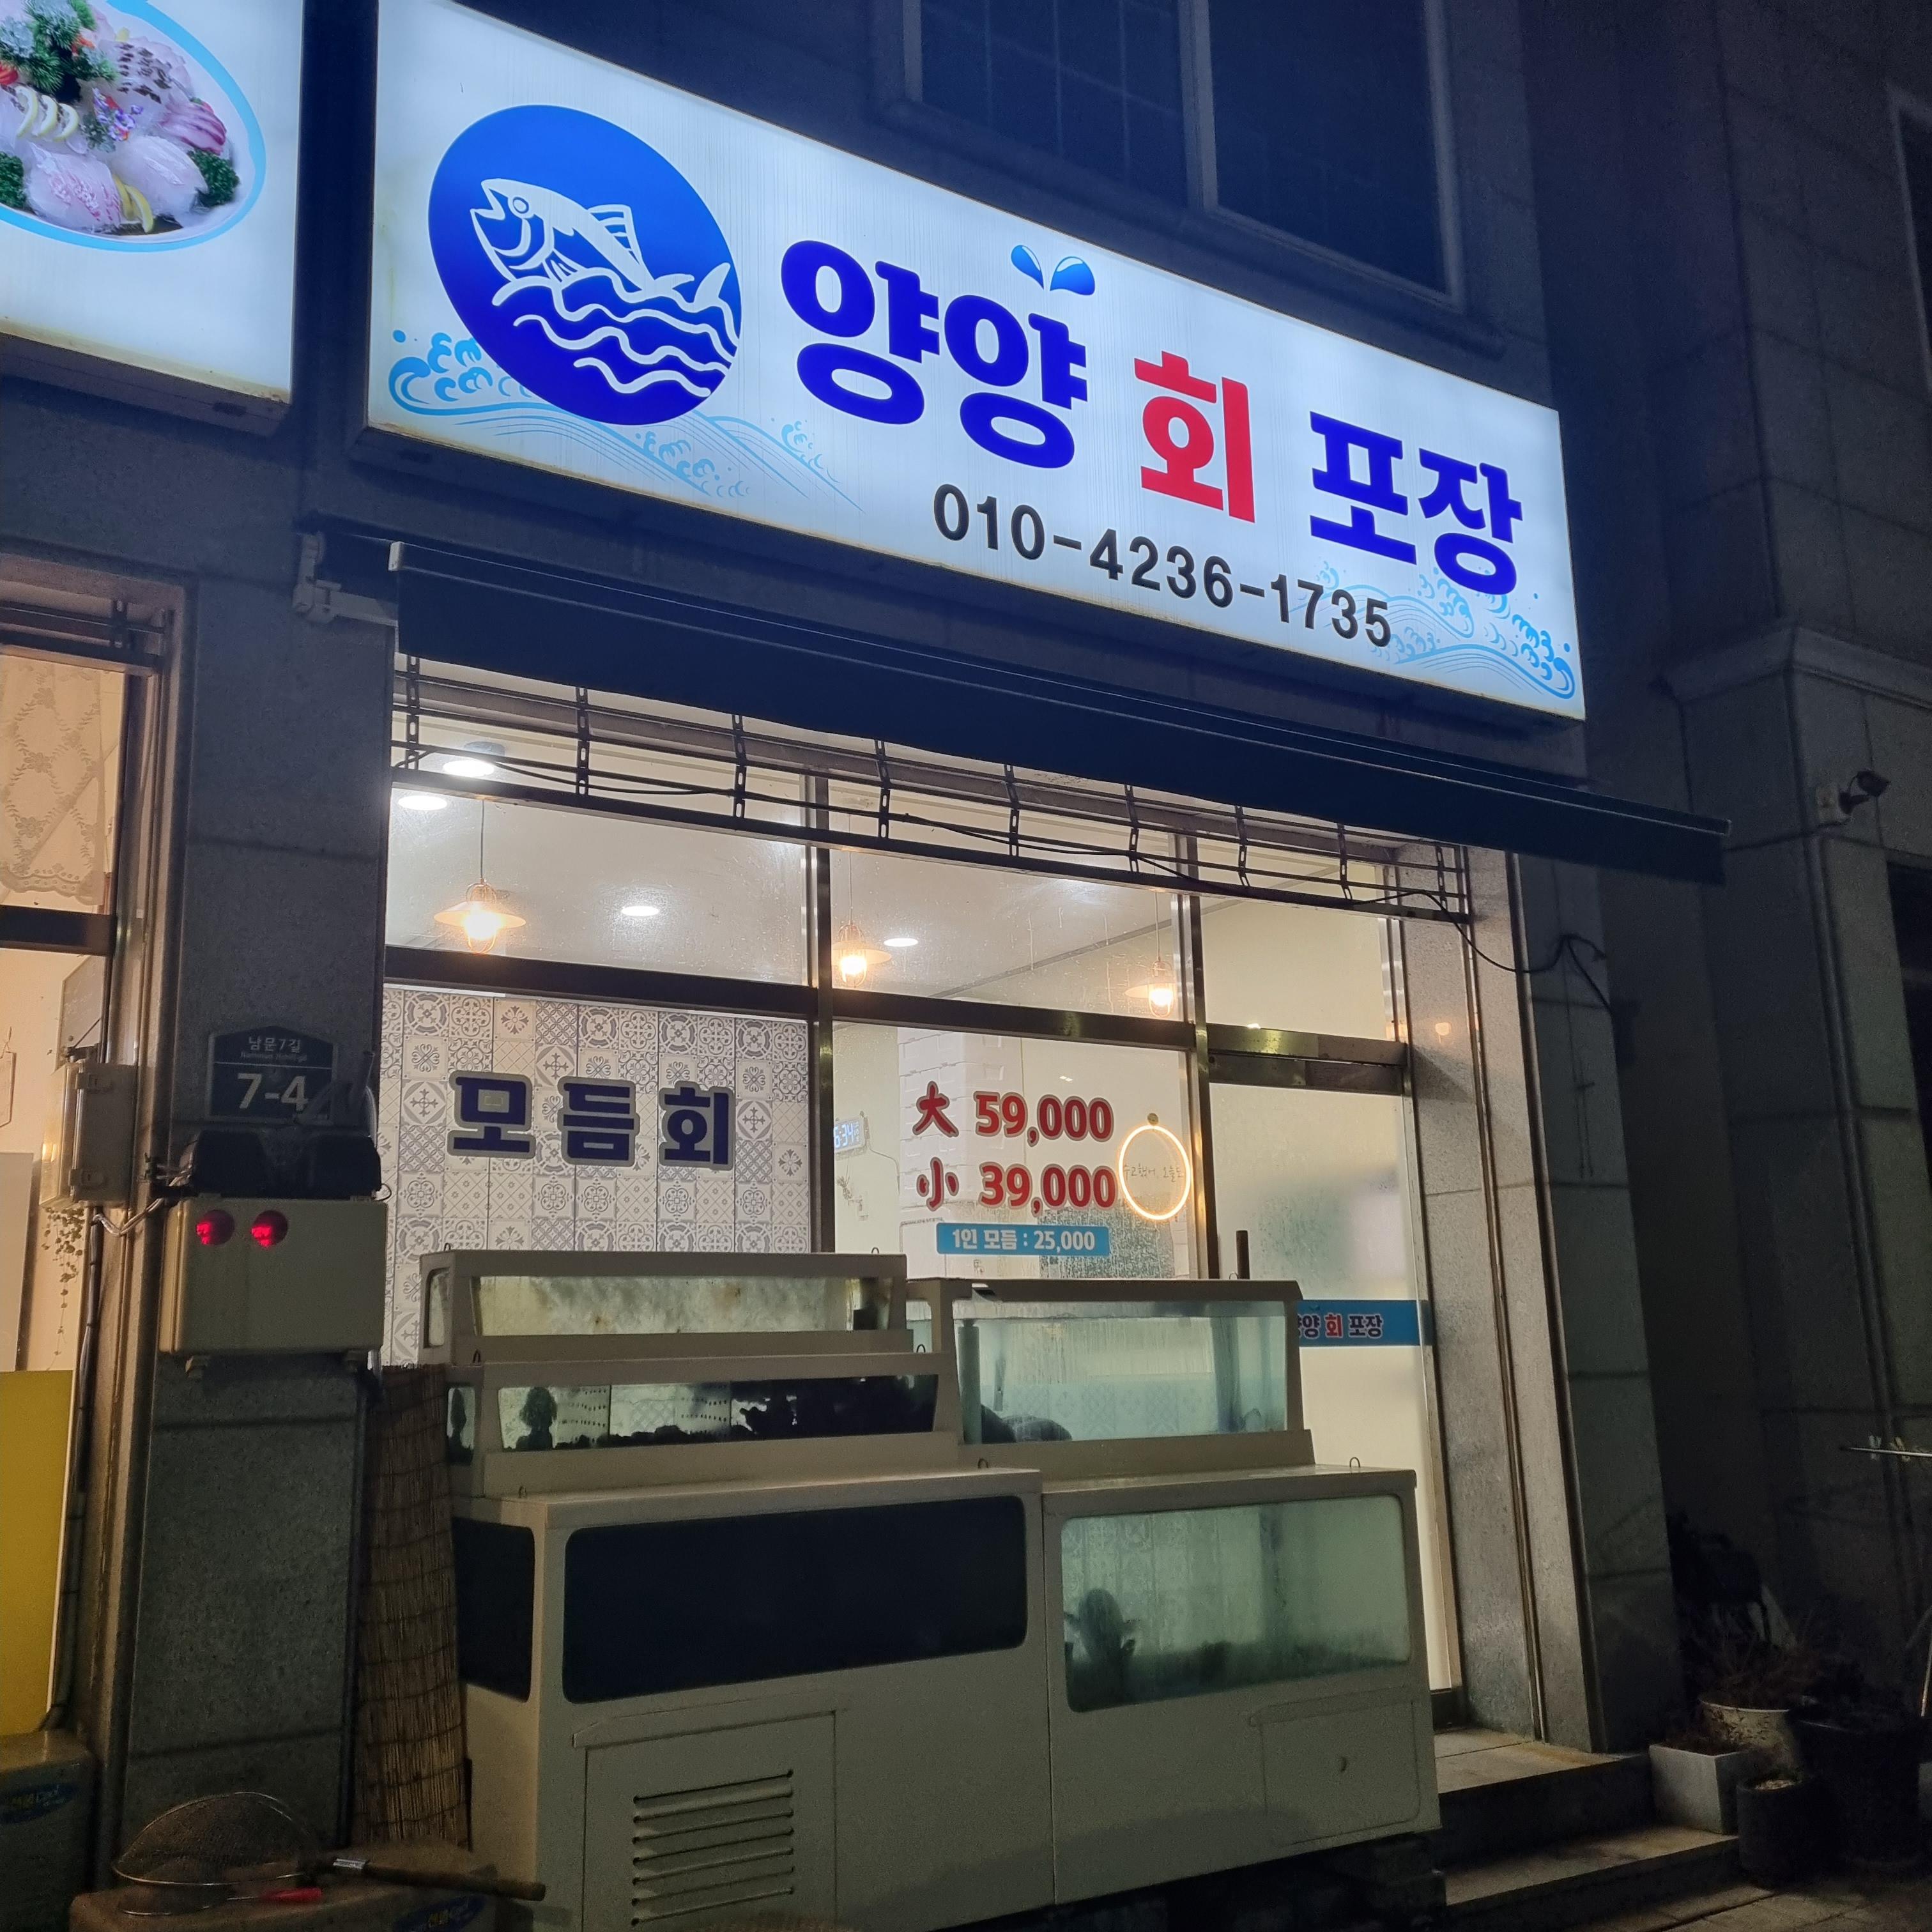 양양 회 포장
010-4236-1735
남문7길
7-4
모듬회
大 59,000
小 39,000
1인 모듬 : 25,000
양 회 포장